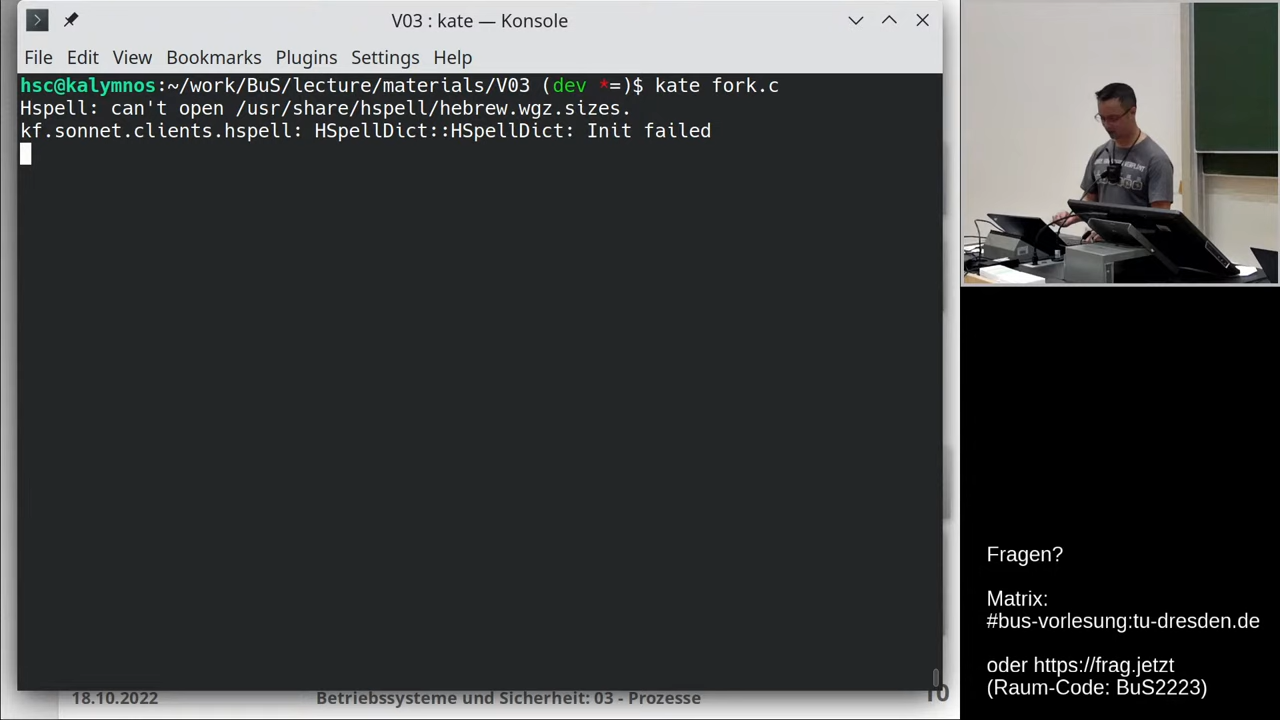 V03 : kate — Konsole
File Edit View Bookmarks Plugins Settings Help
hsc@kalymnos:~/work/BuS/lecture/materials/V03 (dev *=)$ kate fork.c
Hspell: can't open /usr/share/hspell/hebrew.wgz.sizes.
kf.sonnet.clients.hspell: HSpellDict::HSpellDict: Init failed
18.10.2022 Betriebssysteme und Sicherheit: 03 - Prozesse 10
Fragen?
Matrix:
#bus-vorlesung:tu-dresden.de
oder https://frag.jetzt
(Raum-Code: BuS2223)